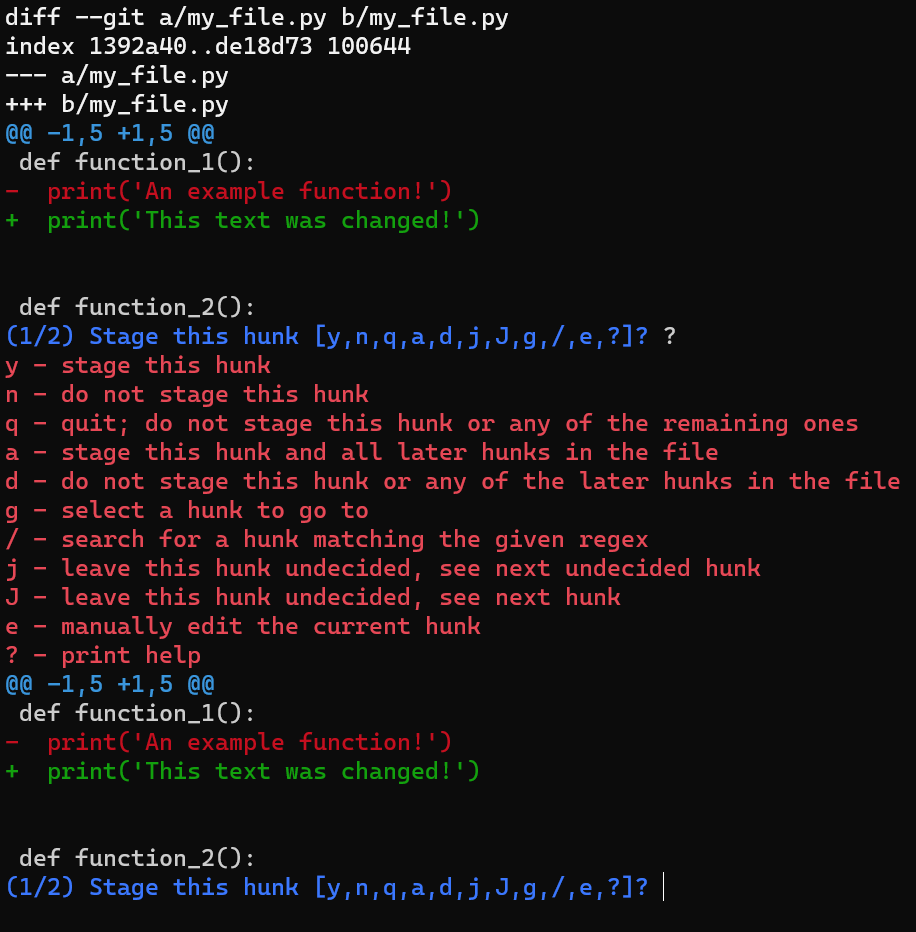 diff --git a/my_file.py b/my_file.py
index 1392a40..de18d73 100644
--- a/my_file.py
+++ b/my_file.py
@@ -1,5 +1,5 @@
 def function_1():
-  print('An example function!')
+  print('This text was changed!')
 def function_2():
(1/2) Stage this hunk [y,n,q,a,d,j,J,g,/,e,?]? ?
y - stage this hunk
n - do not stage this hunk
q - quit; do not stage this hunk or any of the remaining ones
a - stage this hunk and all later hunks in the file
d - do not stage this hunk or any of the later hunks in the file
g - select a hunk to go to
/ - search for a hunk matching the given regex
j - leave this hunk undecided, see next undecided hunk
J - leave this hunk undecided, see next hunk
e - manually edit the current hunk
? - print help
@@ -1,5 +1,5 @@
 def function_1():
-  print('An example function!')
+  print('This text was changed!')
 def function_2():
(1/2) Stage this hunk [y,n,q,a,d,j,J,g,/,e,?]?